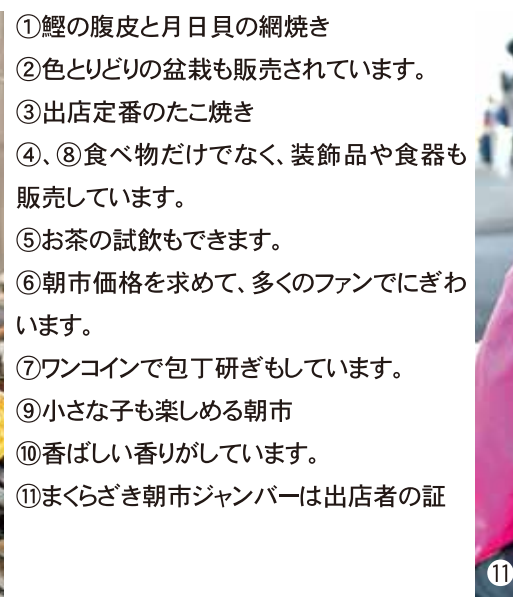 ①鰹の腹皮と月日貝の網焼き
②色とりどりの盆栽も販売されています。
③出店定番のたこ焼き
④、⑧食べ物だけでなく、装飾品や食器も
販売しています。
⑤お茶の試飲もできます。
⑥朝市価格を求めて、多くのファンでにぎわ
います。
⑦ワンコインで包丁研ぎもしています。
⑨小さな子も楽しめる朝市
⑩香ばしい香りがしています。
⑪まくらざき朝市ジャンバーは出店者の証
⑪